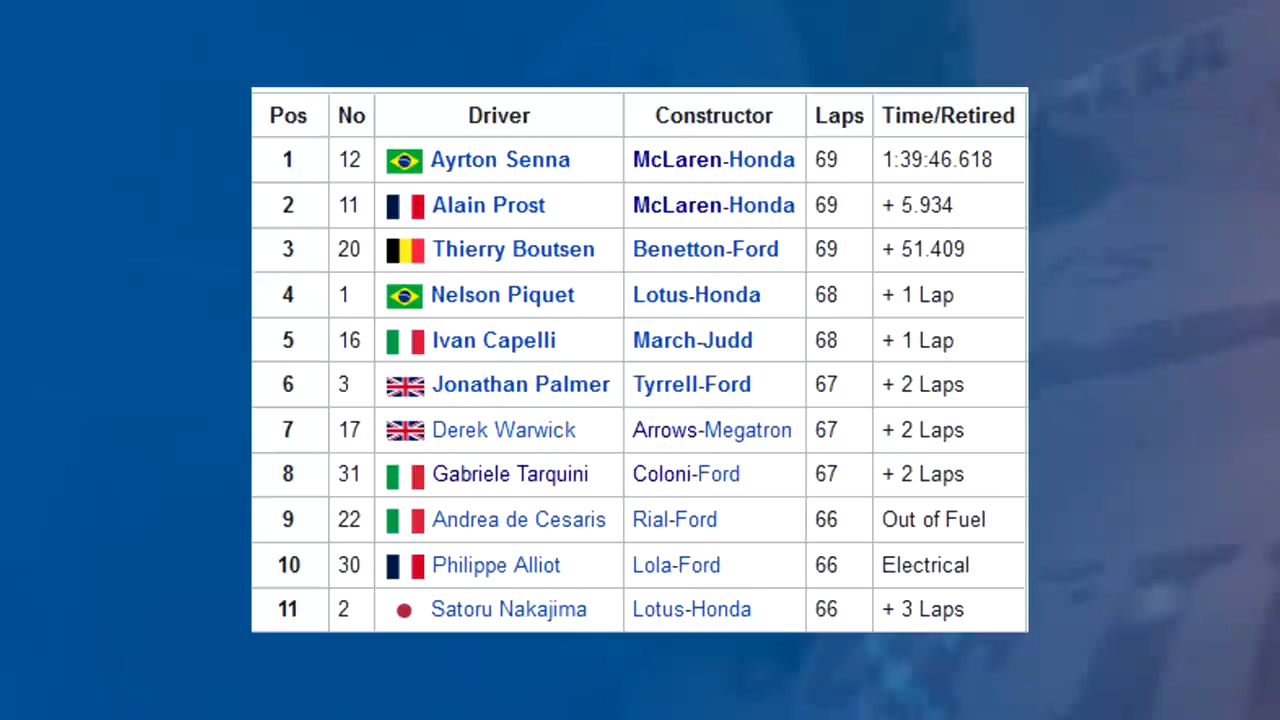 Pos No Driver Constructor Laps Time/Retired
1 12 Ayrton Senna McLaren-Honda 69 1:39:46.618
2 11 Alain Prost McLaren-Honda 69 + 5.934
3 20 Thierry Boutsen Benetton-Ford 69 + 51.409
4 1 Nelson Piquet Lotus-Honda 68 + 1 Lap
5 16 Ivan Capelli March-Judd 68 + 1 Lap
6 3 Jonathan Palmer Tyrrell-Ford 67 + 2 Laps
7 17 Derek Warwick Arrows-Megatron 67 + 2 Laps
8 31 Gabriele Tarquini Coloni-Ford 67 + 2 Laps
9 22 Andrea de Cesaris Rial-Ford 66 Out of Fuel
10 30 Philippe Alliot Lola-Ford 66 Electrical
11 2 Satoru Nakajima Lotus-Honda 66 + 3 Laps